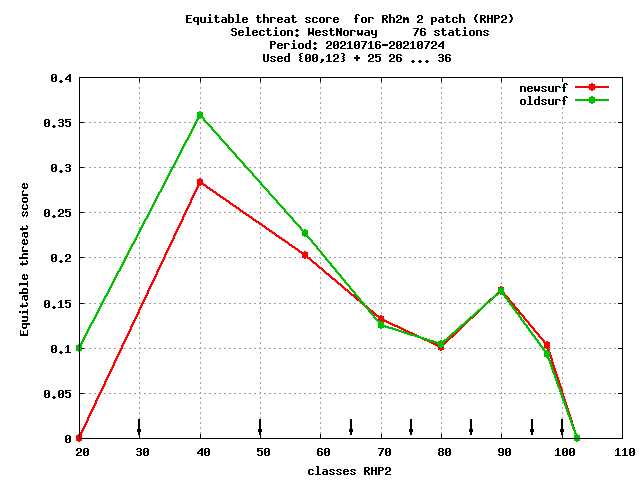 Equitable threat score  for Rh2m 2 patch (RHP2)
Selection: WestNorway     76 stations
Period: 20210716-20210724
Used {00,12} + 25 26 ... 36
newsurf
oldsurf
0.4
0.35
0.3
0.25
0.2
0.15
0.1
0.05
0
Equitable threat score
20 30 40 50 60 70 80 90 100 110
classes RHP2